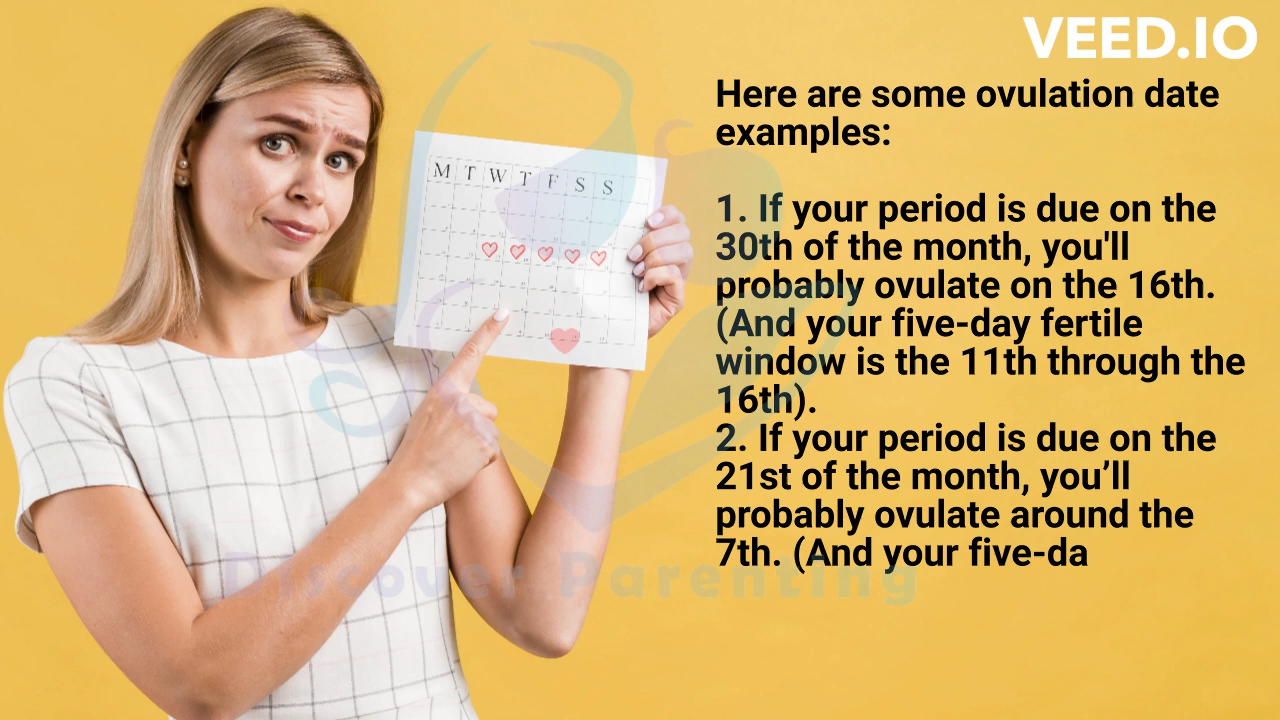 VEED.IO
Here are some ovulation date
examples:
M T W T F S S
1. If your period is due on the
30th of the month, you'll
probably ovulate on the 16th.
(And your five-day fertile
window is the 11th through the
16th).
2. If your period is due on the
21st of the month, you’ll
probably ovulate around the
7th. (And your five-da
Discover Parenting